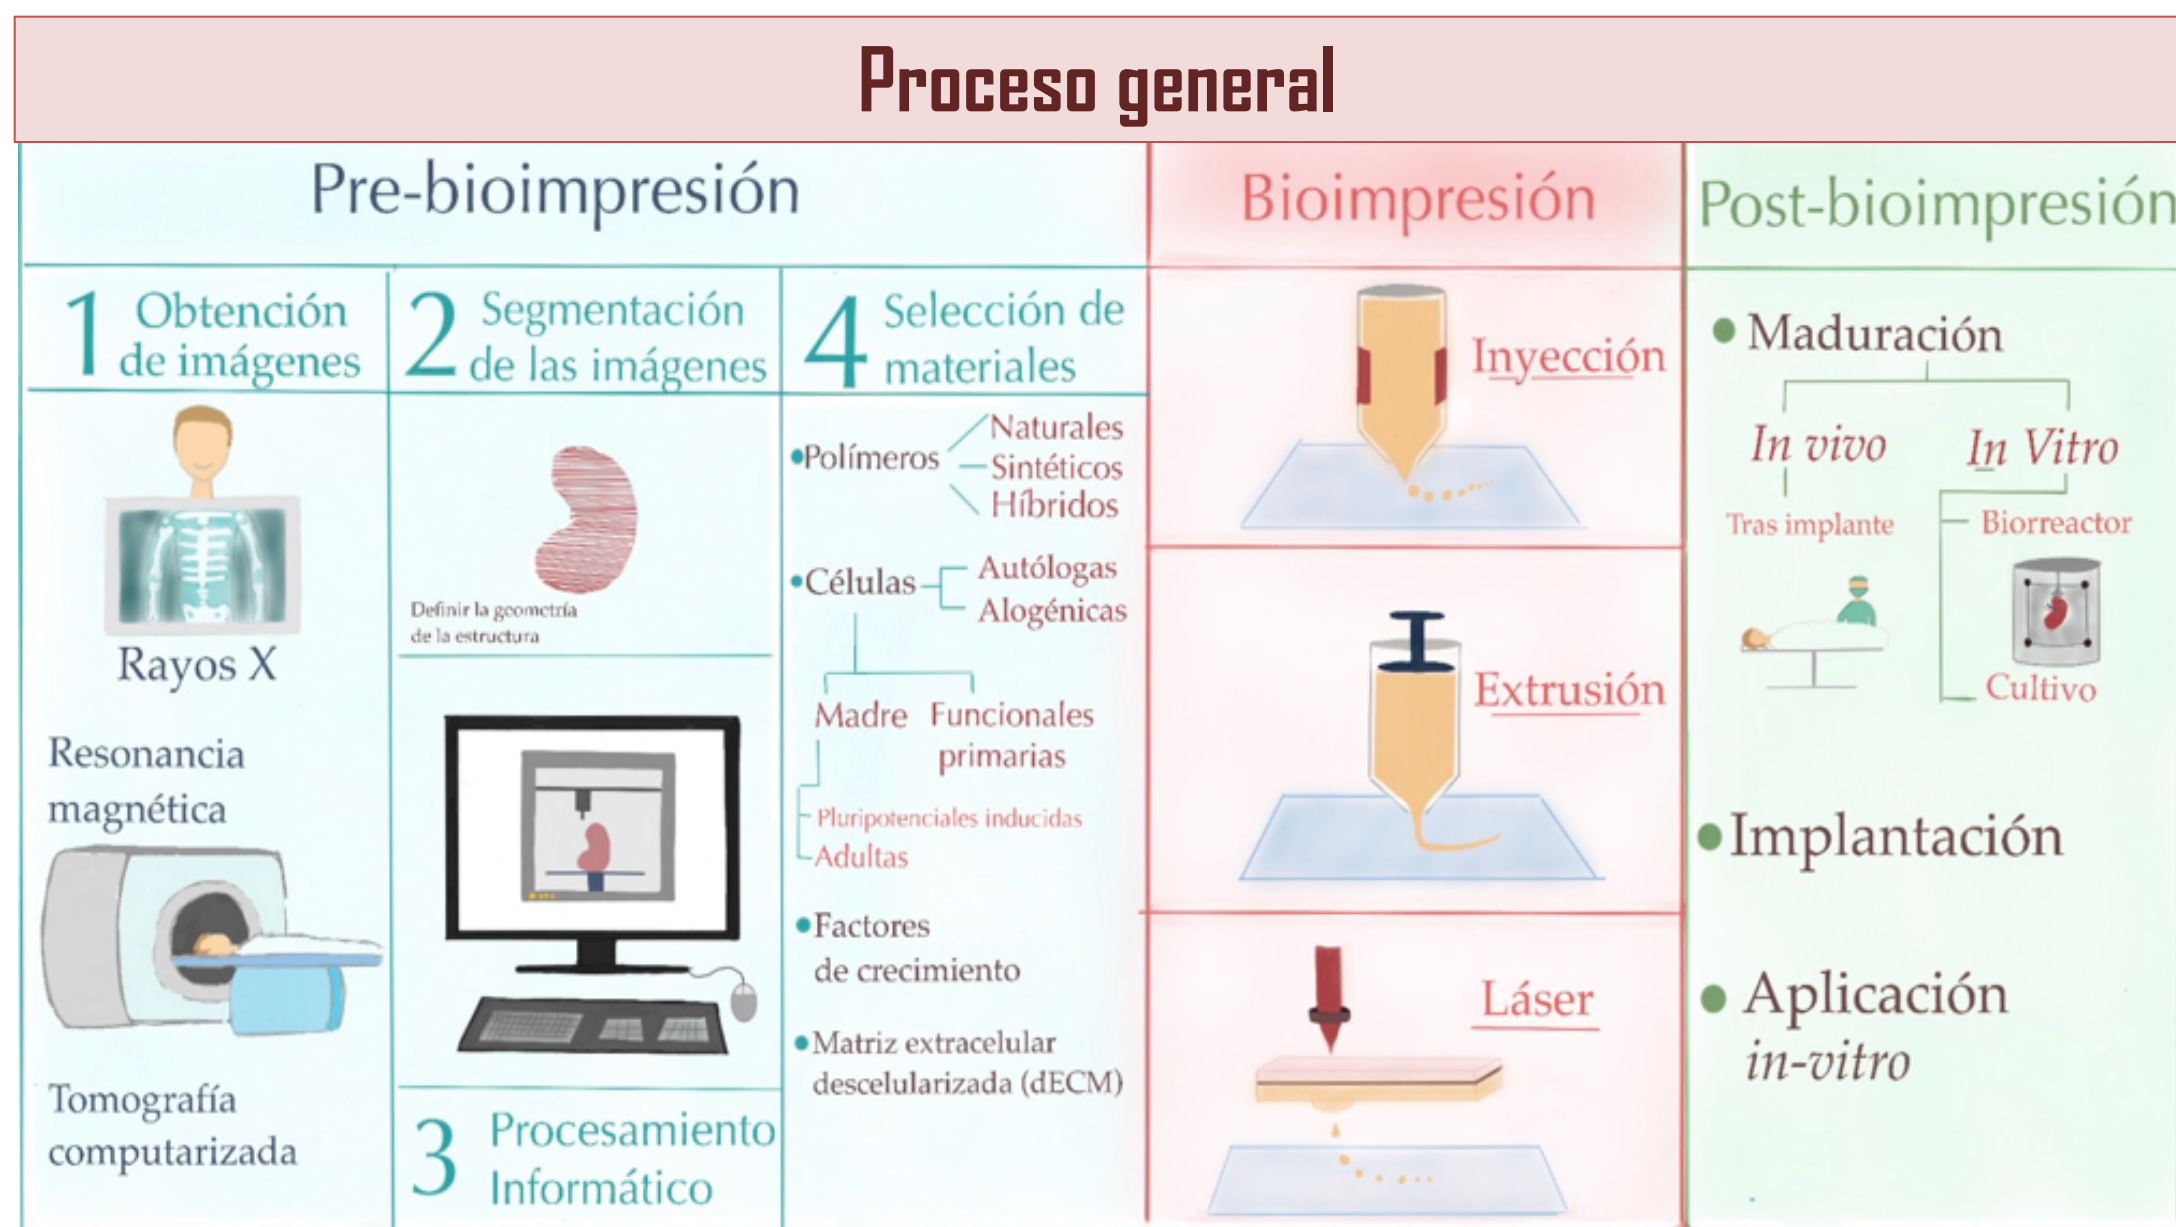 Proceso general
Pre-bioimpresión
1 Obtención
de imágenes
Rayos X
Resonancia
magnética
Tomografía
computarizada
2 Segmentación
de las imágenes
Definir la geometría
de la estructura
3 Procesamiento
Informático
4 Selección de
materiales
•Polímeros
Naturales
Sintéticos
Híbridos
•Células
Autólogas
Alogénicas
Madre
Funcionales
primarias
Pluripotenciales inducidas
Adultas
•Factores
de crecimiento
•Matriz extracelular
descelularizada (dECM)
Bioimpresión
Inyección
Extrusión
Láser
Post-bioimpresión
• Maduración
In vivo
Tras implante
In Vitro
Biorreactor
Cultivo
•Implantación
• Aplicación
in-vitro